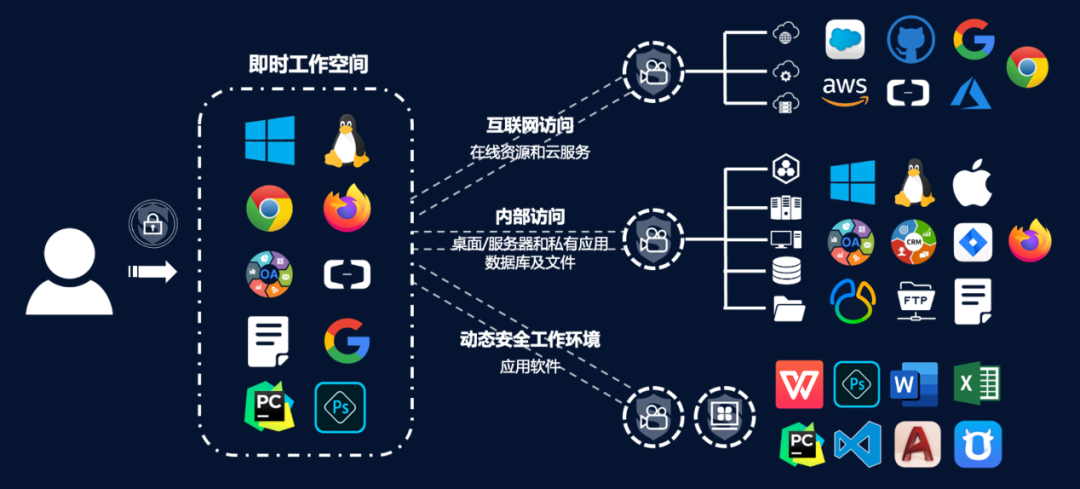 即时工作空间
OA
PC
Ps
互联网访问
在线资源和云服务
内部访问
桌面/服务器和私有应用
数据库及文件
动态安全工作环境
应用软件
aws
OA
CRM
FTP
W
Ps
W
X
PC
A